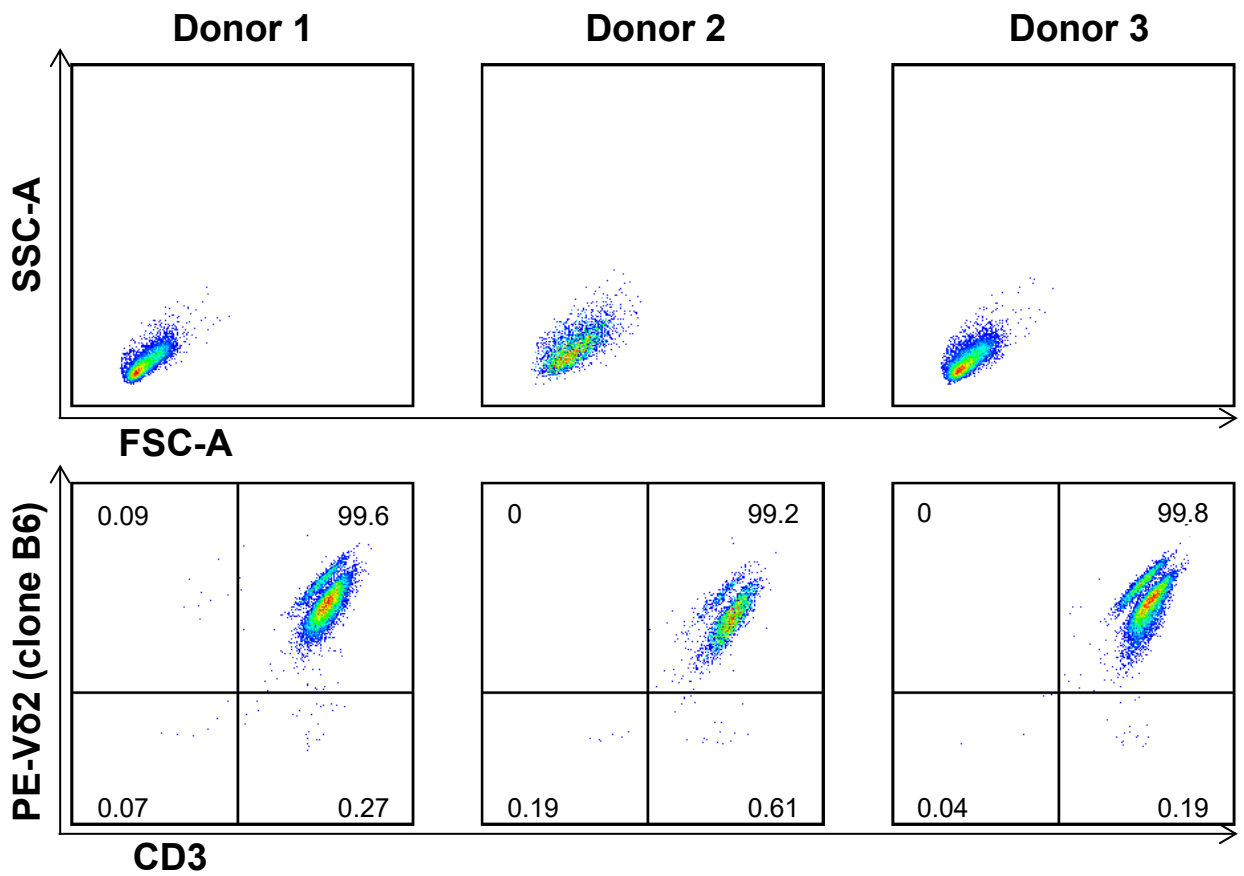 Donor 1 Donor 2 Donor 3
SSC-A
FSC-A
PE-Vδ2 (clone B6)
0.09 99.6 0 99.2 0 99.8
0.07 0.27 0.19 0.61 0.04 0.19
CD3